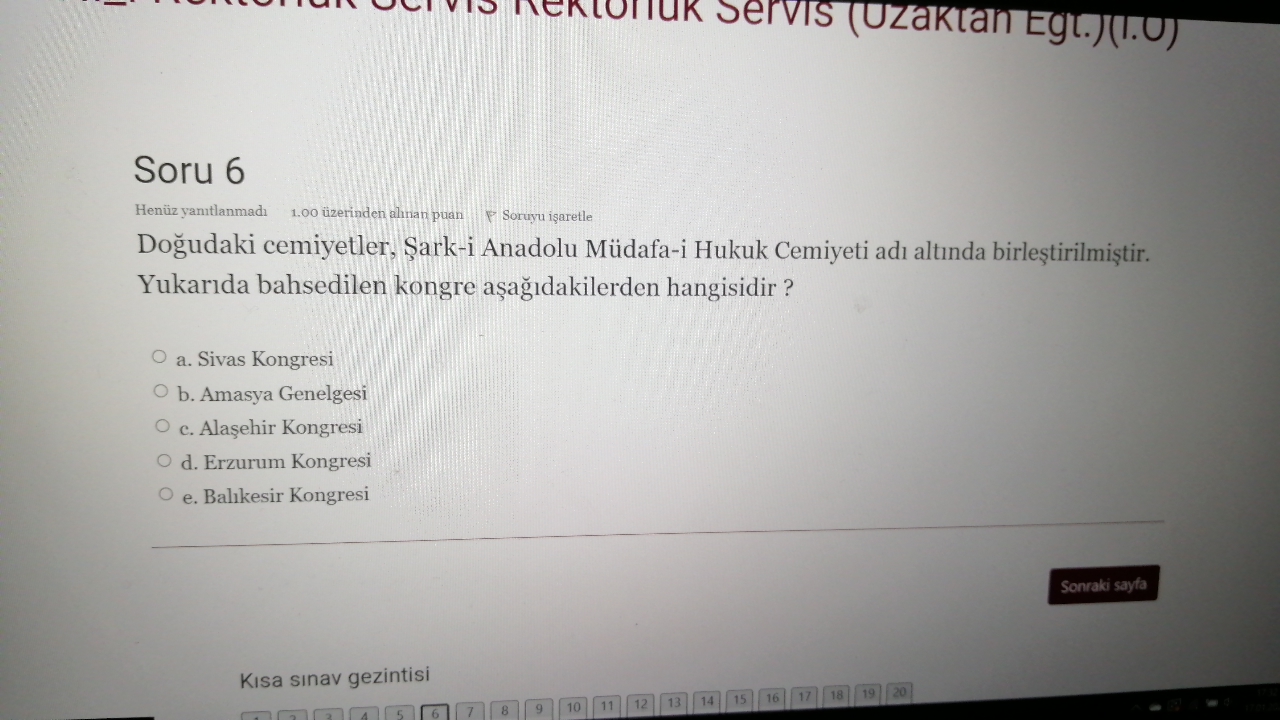 Rektörlük Servis Rektörlük Servis (Uzaktan Eğt.)(İ.Ö)
Soru 6
Henüz yanıtlanmadı 1.00 üzerinden alınan puan Soruyu işaretle
Doğudaki cemiyetler, Şark-i Anadolu Müdafa-i Hukuk Cemiyeti adı altında birleştirilmiştir.
Yukarıda bahsedilen kongre aşağıdakilerden hangisidir ?
a. Sivas Kongresi
b. Amasya Genelgesi
c. Alaşehir Kongresi
d. Erzurum Kongresi
e. Balıkesir Kongresi
Sonraki sayfa
Kısa sınav gezintisi
1 2 3 4 5 6 7 8 9 10 11 12 13 14 15 16 17 18 19 20